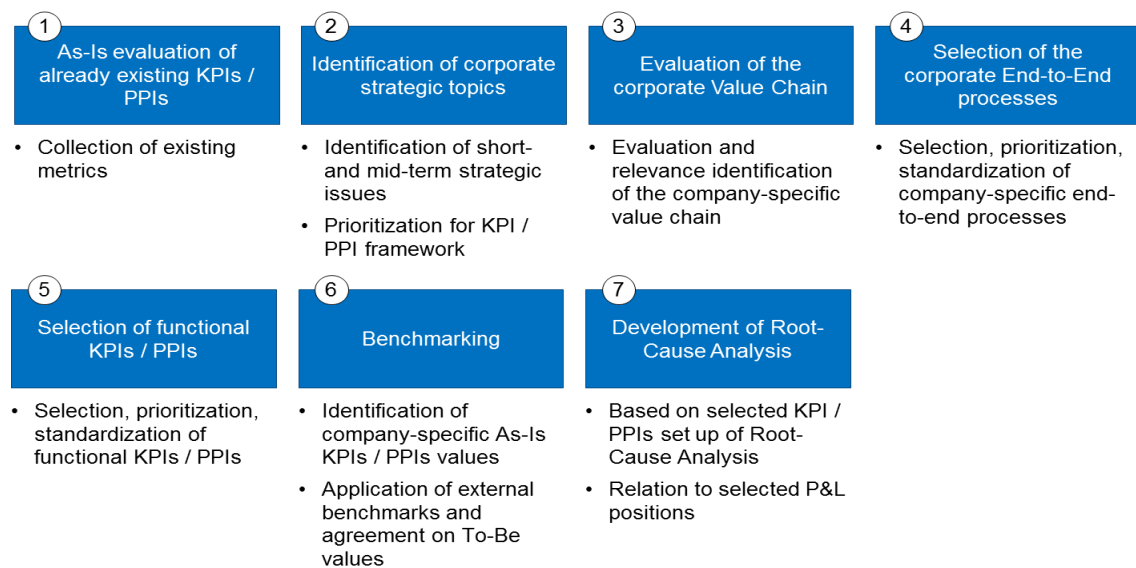 1
As-Is evaluation of
already existing KPIs /
PPIs
• Collection of existing
metrics
2
Identification of corporate
strategic topics
• Identification of short-
and mid-term strategic
issues
• Prioritization for KPI /
PPI framework
3
Evaluation of the
corporate Value Chain
• Evaluation and
relevance identification
of the company-specific
value chain
4
Selection of the
corporate End-to-End
processes
• Selection, prioritization,
standardization of
company-specific end-
to-end processes
5
Selection of functional
KPIs / PPIs
• Selection, prioritization,
standardization of
functional KPIs / PPIs
6
Benchmarking
• Identification of
company-specific As-Is
KPIs / PPIs values
• Application of external
benchmarks and
agreement on To-Be
values
7
Development of Root-
Cause Analysis
• Based on selected KPI /
PPIs set up of Root-
Cause Analysis
• Relation to selected P&L
positions